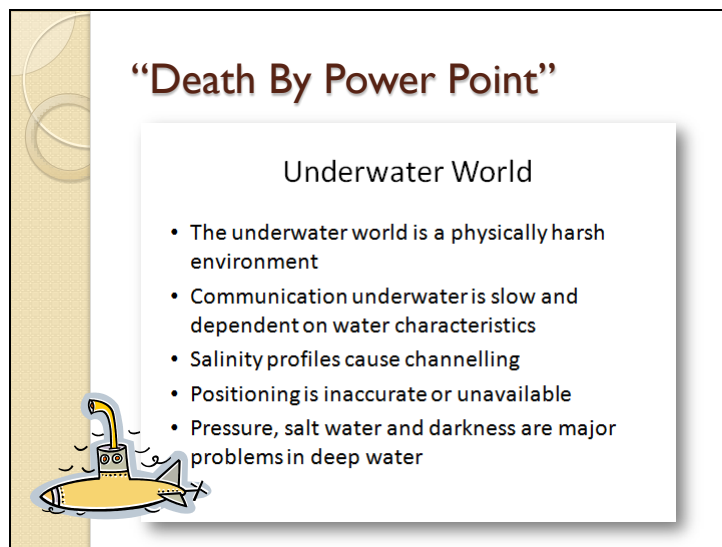 “Death By Power Point”
Underwater World
• The underwater world is a physically harsh
environment
• Communication underwater is slow and
dependent on water characteristics
• Salinity profiles cause channelling
• Positioning is inaccurate or unavailable
• Pressure, salt water and darkness are major
problems in deep water